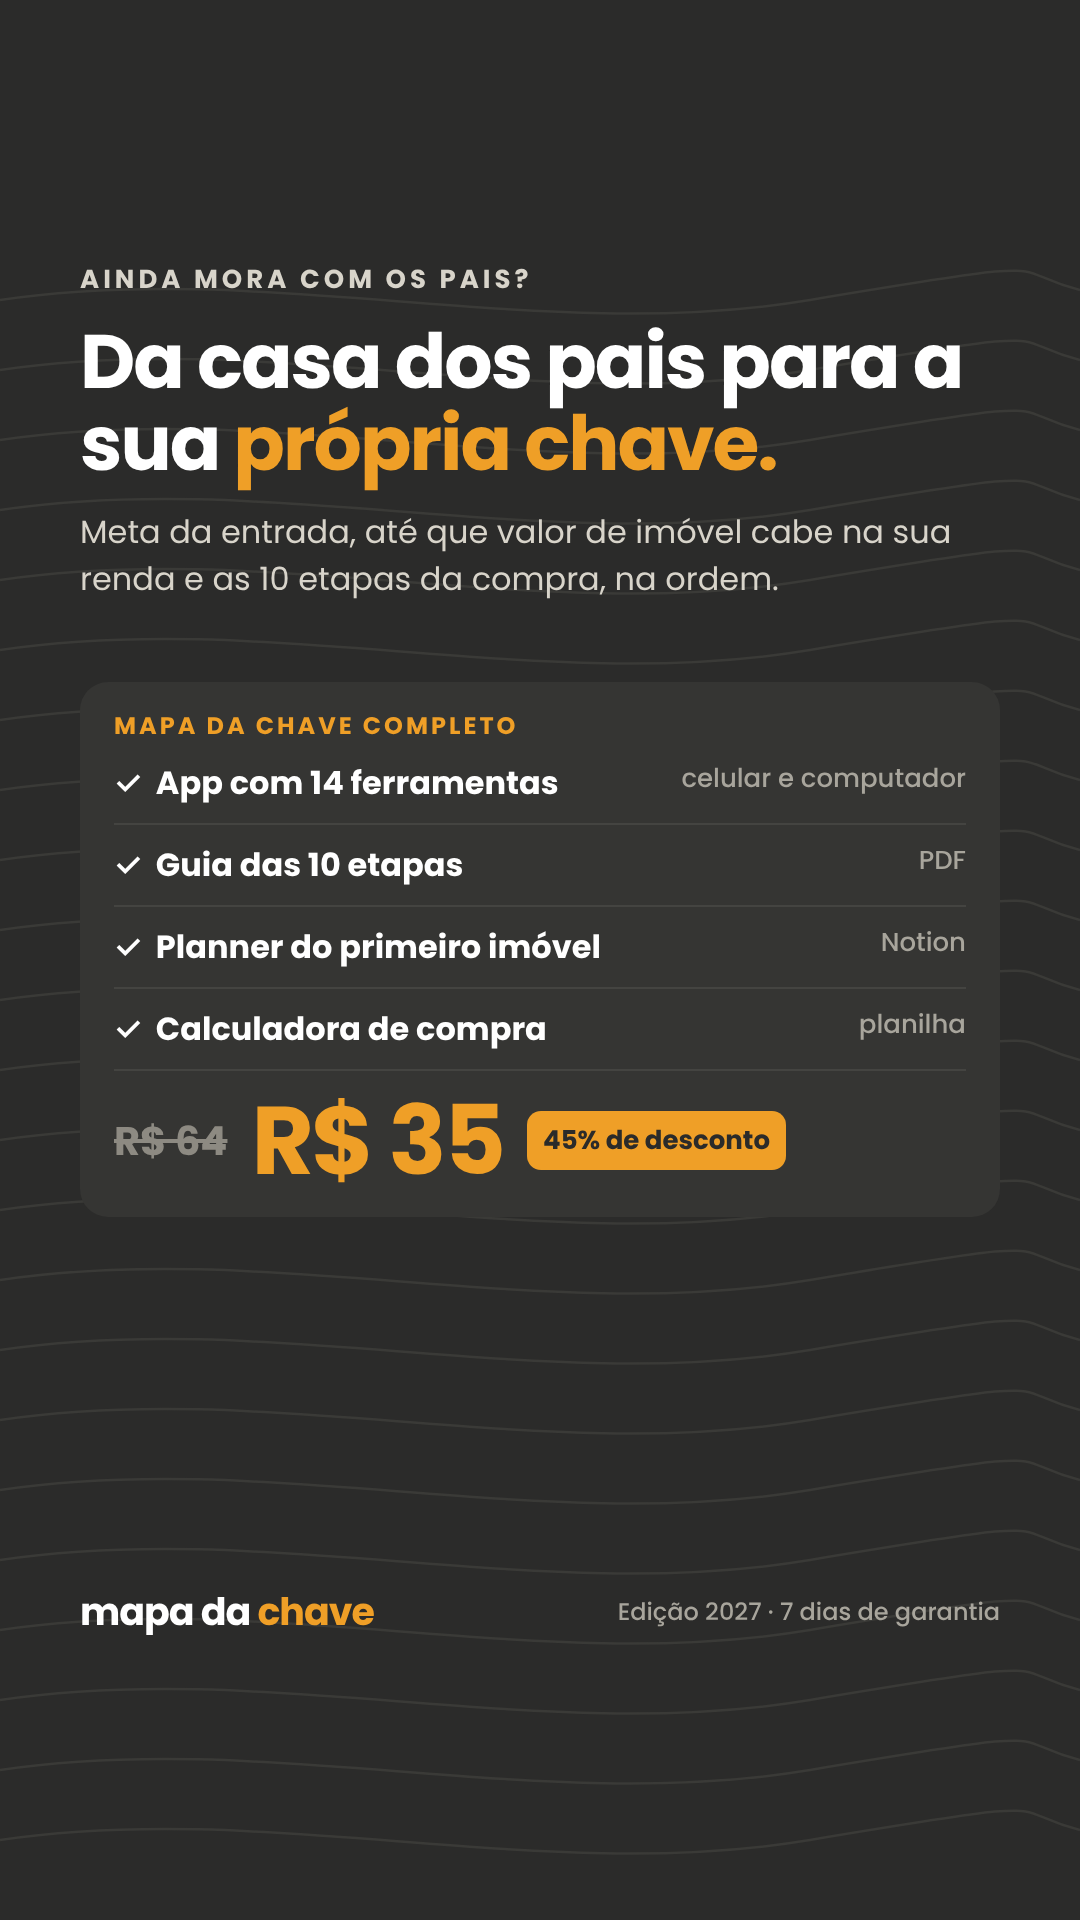 AINDA MORA COM OS PAIS?
Da casa dos pais para a
sua própria chave.
Meta da entrada, até que valor de imóvel cabe na sua
renda e as 10 etapas da compra, na ordem.
MAPA DA CHAVE COMPLETO
App com 14 ferramentas celular e computador
Guia das 10 etapas PDF
Planner do primeiro imóvel Notion
Calculadora de compra planilha
R$ 64 R$ 35 45% de desconto
mapa da chave Edição 2027 · 7 dias de garantia